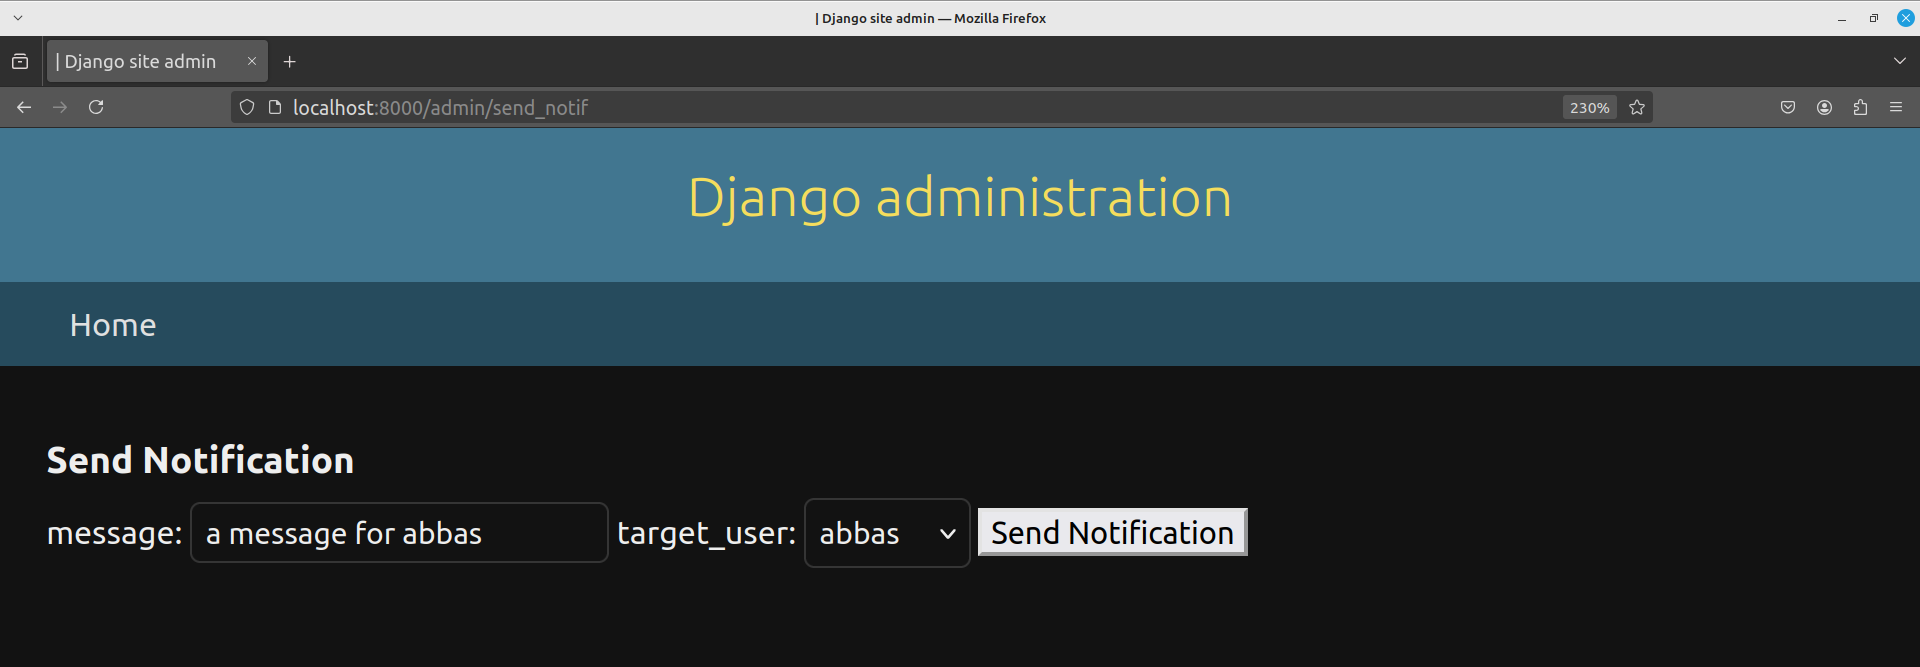 | Django site admin — Mozilla Firefox
| Django site admin
localhost:8000/admin/send_notif 230%
Django administration
Home
Send Notification
message: a message for abbas target_user: abbas Send Notification